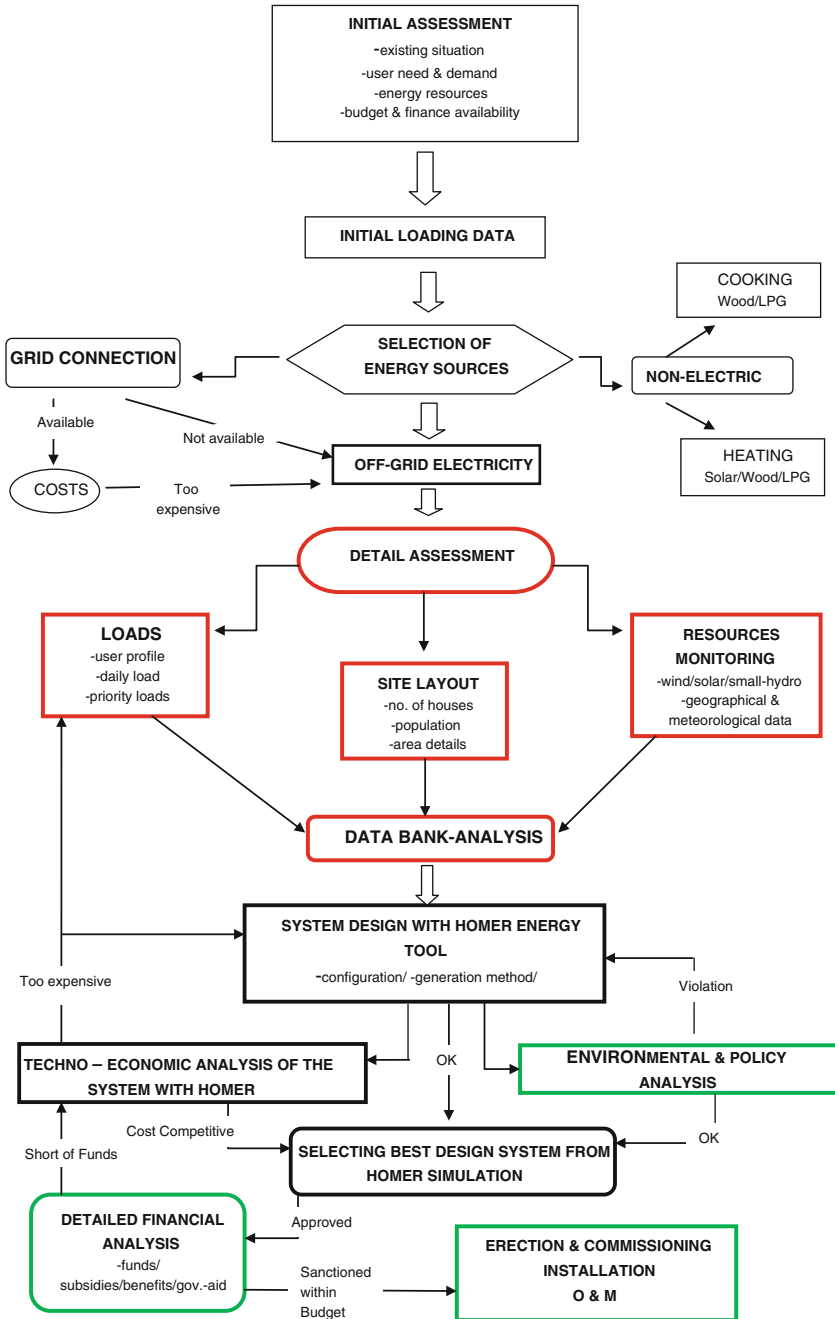 INITIAL ASSESSMENT
-existing situation
-user need & demand
-energy resources
-budget & finance availability
INITIAL LOADING DATA
COOKING
Wood/LPG
SELECTION OF
ENERGY SOURCES
GRID CONNECTION
NON-ELECTRIC
Available
Not available
OFF-GRID ELECTRICITY
HEATING
Solar/Wood/LPG
COSTS
Too
expensive
DETAIL ASSESSMENT
LOADS
-user profile
-daily load
-priority loads
SITE LAYOUT
-no. of houses
-population
-area details
RESOURCES
MONITORING
-wind/solar/small-hydro
-geographical &
meteorological data
DATA BANK-ANALYSIS
SYSTEM DESIGN WITH HOMER ENERGY
TOOL
-configuration/ -generation method/
Too expensive
Violation
TECHNO – ECONOMIC ANALYSIS OF THE
SYSTEM WITH HOMER
OK
ENVIRONMENTAL & POLICY
ANALYSIS
Cost Competitive
OK
Short of Funds
SELECTING BEST DESIGN SYSTEM FROM
HOMER SIMULATION
Approved
DETAILED FINANCIAL
ANALYSIS
-funds/
subsidies/benefits/gov.-aid
Sanctioned
within
Budget
ERECTION & COMMISSIONING
INSTALLATION
O & M